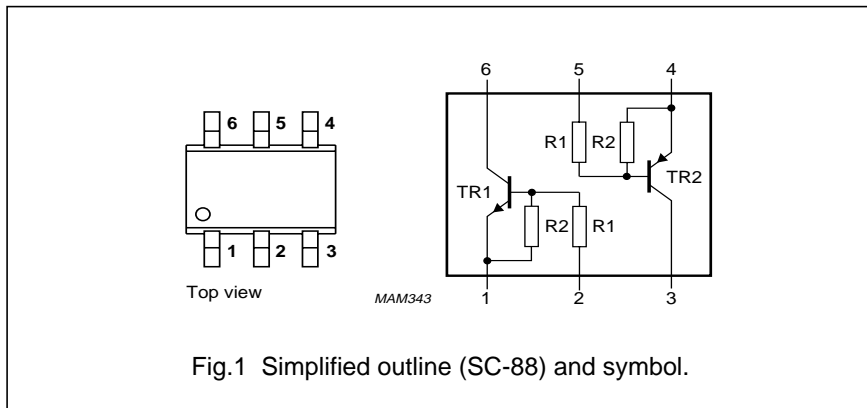 6 5 4
1 2 3
Top view
6 5 4
R1 R2
TR1 TR2
R2 R1
1 2 3
MAM343
Fig.1 Simplified outline (SC-88) and symbol.